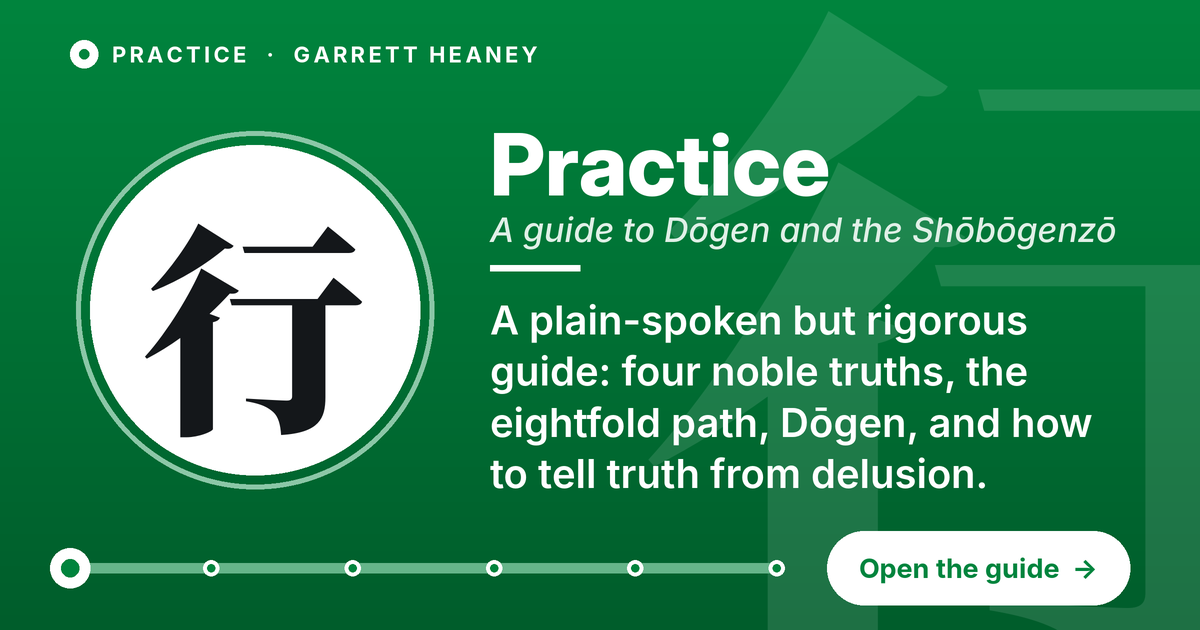 PRACTICE · GARRETT HEANEY
行
Practice
A guide to Dōgen and the Shōbōgenzō
A plain-spoken but rigorous
guide: four noble truths, the
eightfold path, Dōgen, and how
to tell truth from delusion.
Open the guide →